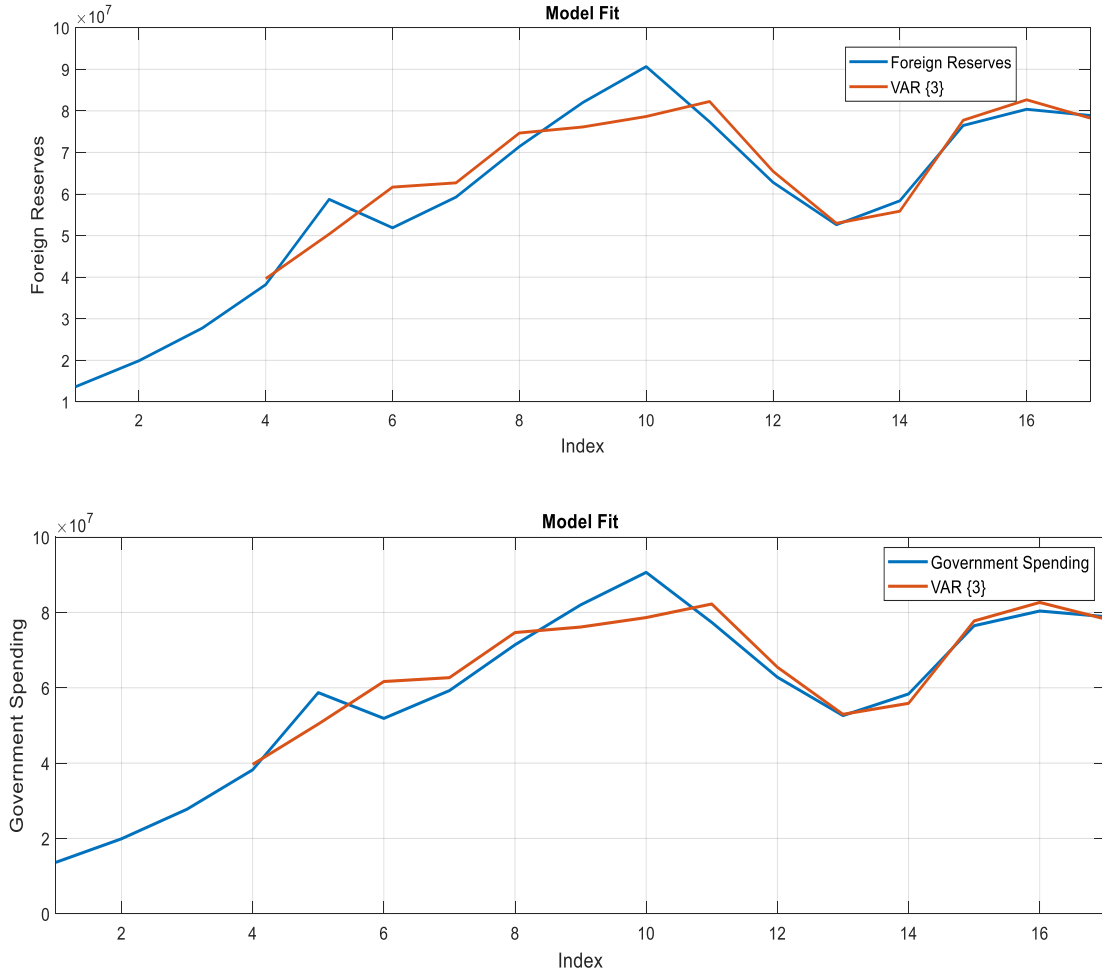 Model Fit
×10^7
Foreign Reserves
VAR {3}
10
9
8
7
6
5
4
3
2
1
Foreign Reserves
2 4 6 8 10 12 14 16
Index
Model Fit
×10^7
Government Spending
VAR {3}
10
8
6
4
2
0
Government Spending
2 4 6 8 10 12 14 16
Index